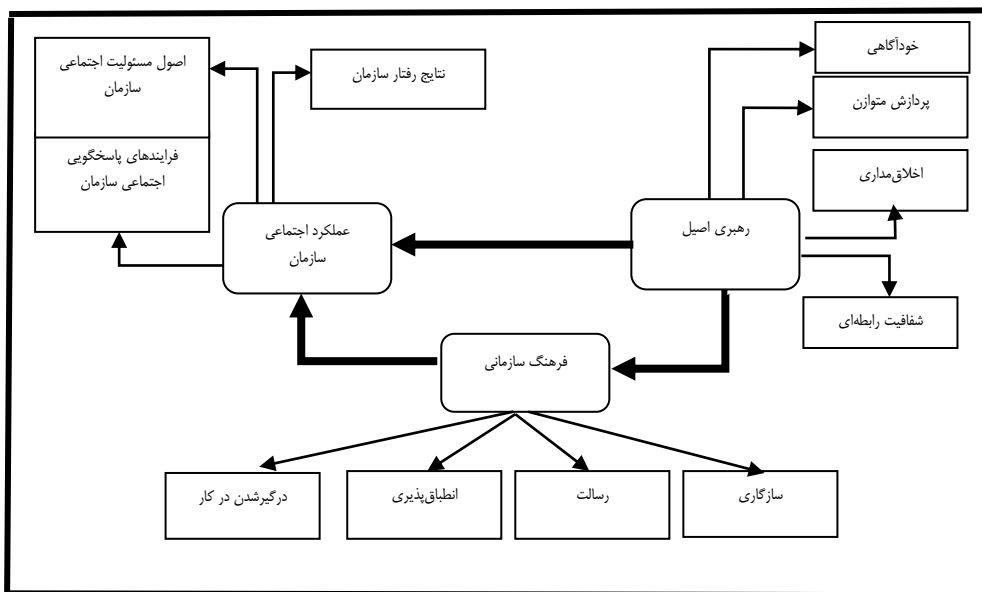 خودآگاهی
پردازش متوازن
اخلاق‌مداری
شفافیت رابطه‌ای
رهبری اصیل
نتایج رفتار سازمان
اصول مسئولیت اجتماعی
سازمان
فرایندهای پاسخگویی
اجتماعی سازمان
عملکرد اجتماعی
سازمان
فرهنگ سازمانی
سازگاری
رسالت
انطباق‌پذیری
درگیرشدن در کار